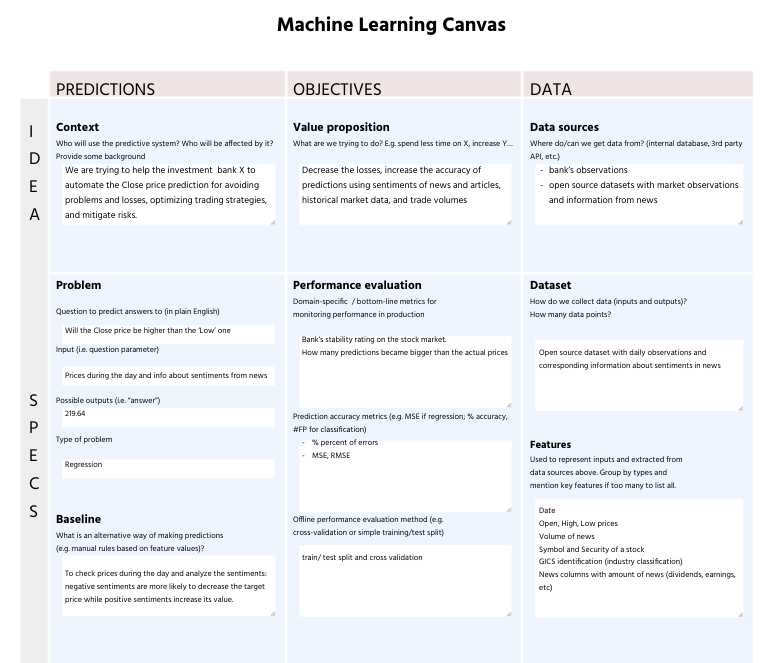 Machine Learning Canvas
PREDICTIONS
OBJECTIVES
DATA
I
D
E
A
Context
Who will use the predictive system? Who will be affected by it?
Provide some background
We are trying to help the investment bank X to
automate the Close price prediction for avoiding
problems and losses, optimizing trading strategies,
and mitigate risks.
Value proposition
What are we trying to do? E.g. spend less time on X, increase Y...
Decrease the losses, increase the accuracy of
predictions using sentiments of news and articles,
historical market data, and trade volumes
Data sources
Where do/can we get data from? (internal database, 3rd party
API, etc.)
- bank's observations
- open source datasets with market observations
and information from news
S
P
E
C
S
Problem
Question to predict answers to (in plain English)
Will the Close price be higher than the 'Low' one
Input (i.e. question parameter)
Prices during the day and info about sentiments from news
Possible outputs (i.e. "answer")
219.64
Type of problem
Regression
Baseline
What is an alternative way of making predictions
(e.g. manual rules based on feature values)?
To check prices during the day and analyze the sentiments:
negative sentiments are more likely to decrease the target
price while positive sentiments increase its value.
Performance evaluation
Domain-specific / bottom-line metrics for
monitoring performance in production
Bank's stability rating on the stock market.
How many predictions became bigger than the actual prices
Prediction accuracy metrics (e.g. MSE if regression; % accuracy,
#FP for classification)
- % percent of errors
- MSE, RMSE
Offline performance evaluation method (e.g.
cross-validation or simple training/test split)
train/ test split and cross validation
Dataset
How do we collect data (inputs and outputs)?
How many data points?
Open source dataset with daily observations and
corresponding information about sentiments in news
Features
Used to represent inputs and extracted from
data sources above. Group by types and
mention key features if too many to list all.
Date
Open, High, Low prices
Volume of news
Symbol and Security of a stock
GICS identification (industry classification)
News columns with amount of news (dividends, earnings,
etc)